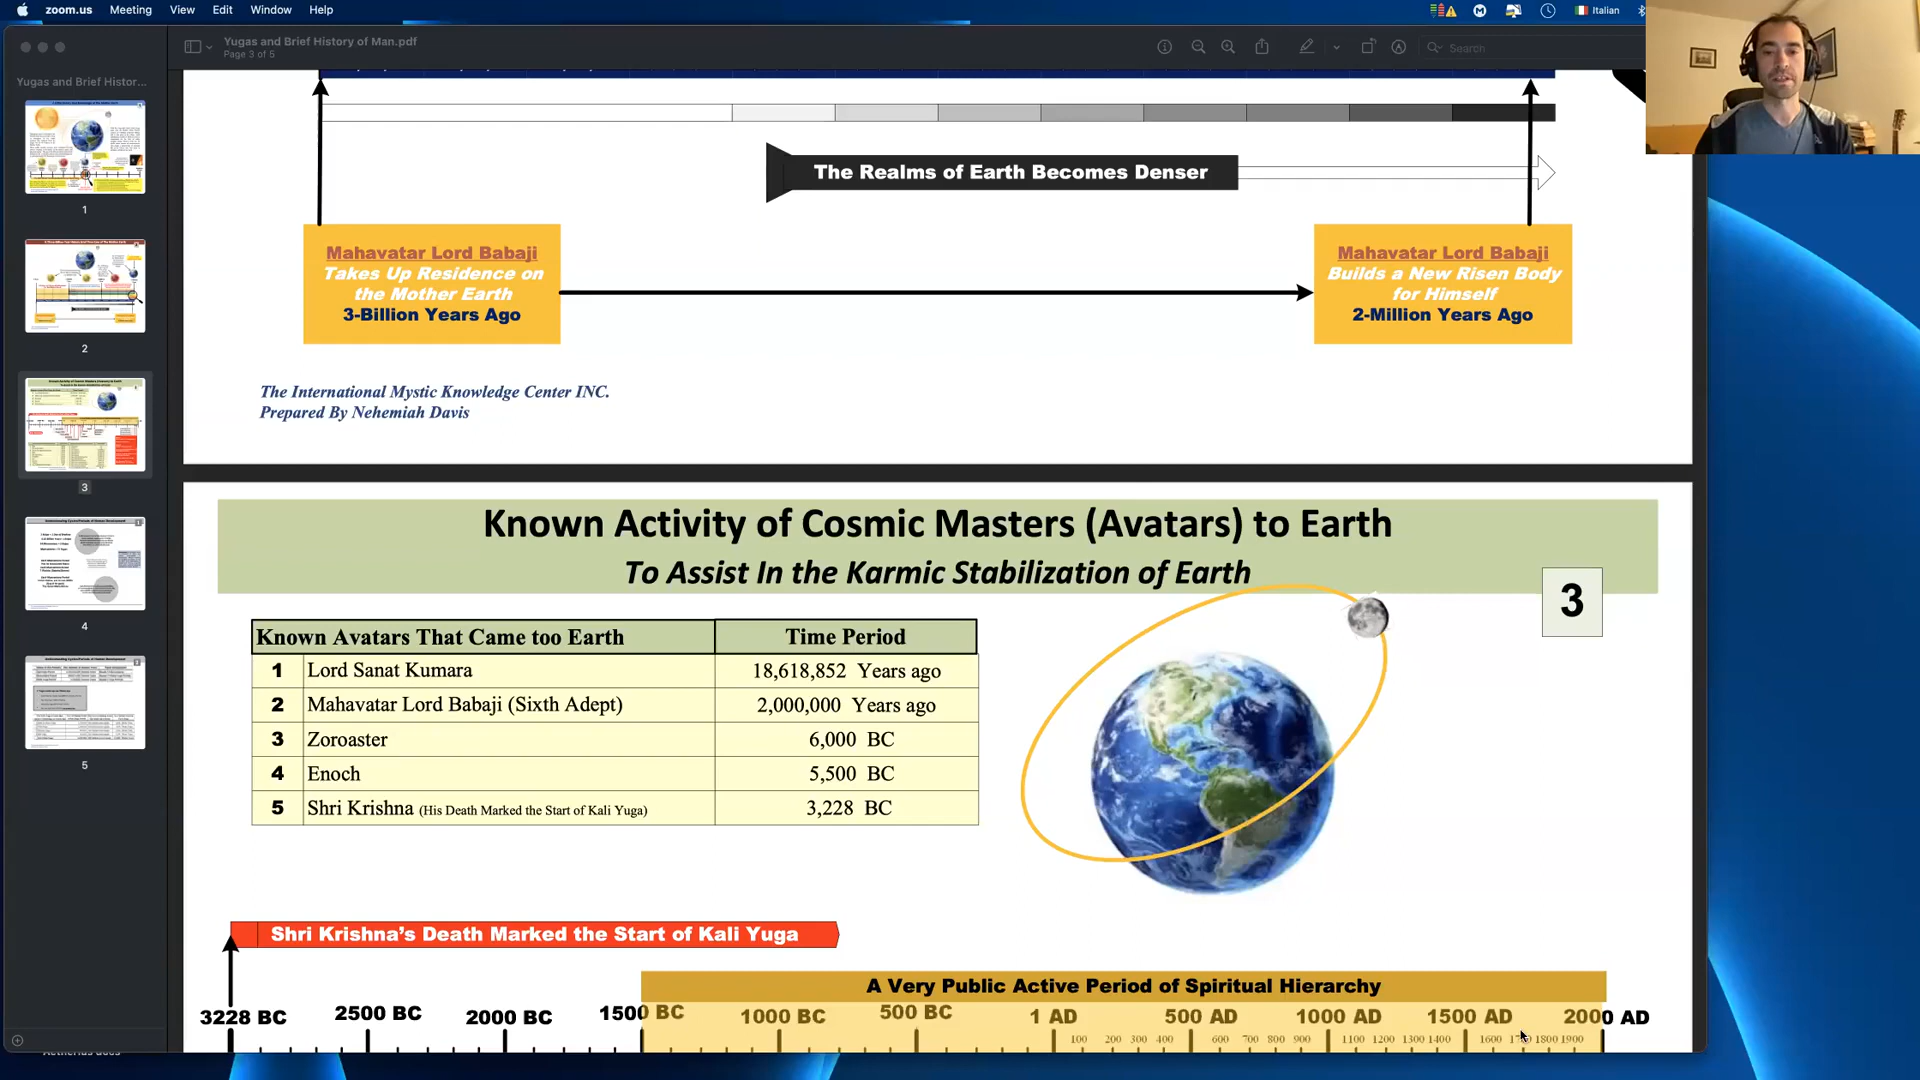 zoom.us Meeting View Edit Window Help
Italian
Yugas and Brief History of Man.pdf
Page 3 of 5
Search
Yugas and Brief Histor...
1
2
3
4
5
The Realms of Earth Becomes Denser
Mahavatar Lord Babaji
Takes Up Residence on
the Mother Earth
3-Billion Years Ago
Mahavatar Lord Babaji
Builds a New Risen Body
for Himself
2-Million Years Ago
The International Mystic Knowledge Center INC.
Prepared By Nehemiah Davis
Known Activity of Cosmic Masters (Avatars) to Earth
To Assist In the Karmic Stabilization of Earth
3
Known Avatars That Came too Earth Time Period
1 Lord Sanat Kumara 18,618,852 Years ago
2 Mahavatar Lord Babaji (Sixth Adept) 2,000,000 Years ago
3 Zoroaster 6,000 BC
4 Enoch 5,500 BC
5 Shri Krishna (His Death Marked the Start of Kali Yuga) 3,228 BC
Shri Krishna's Death Marked the Start of Kali Yuga
A Very Public Active Period of Spiritual Hierarchy
3228 BC 2500 BC 2000 BC 1500 BC 1000 BC 500 BC 1 AD 500 AD 1000 AD 1500 AD 2000 AD
100 200 300 400 600 700 800 900 1100 1200 1300 1400 1600 1800 1900